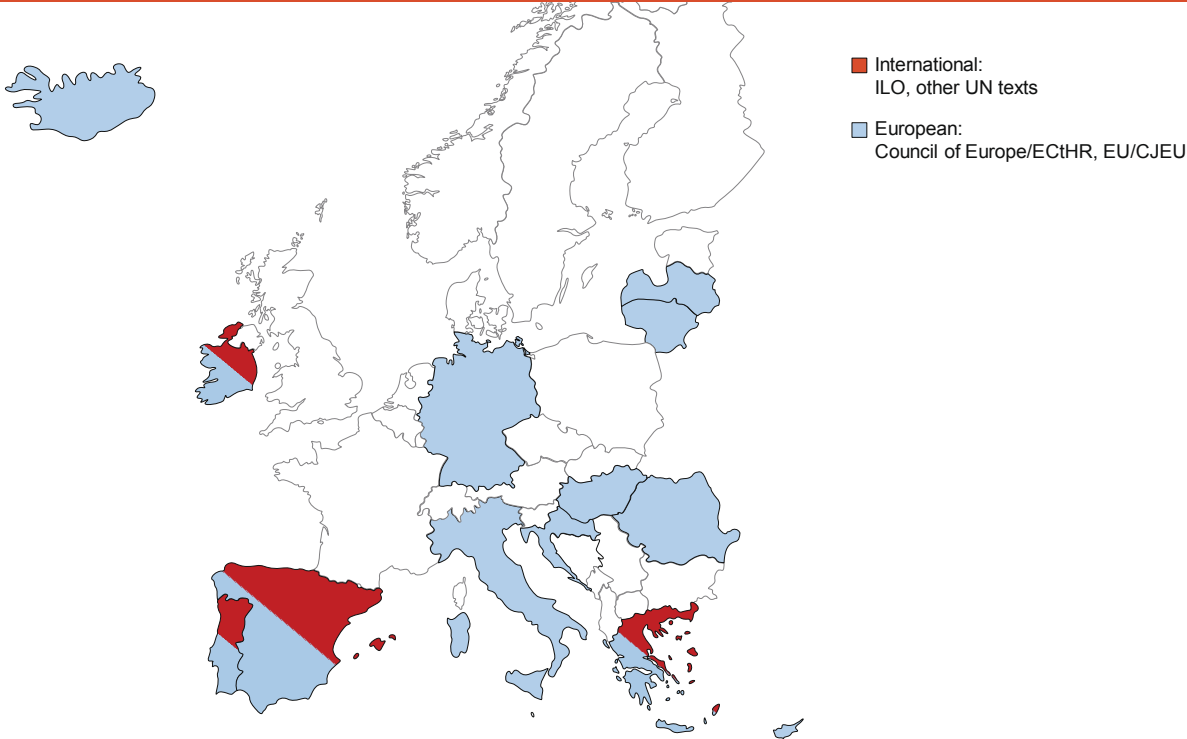 International:
ILO, other UN texts
European:
Council of Europe/ECtHR, EU/CJEU